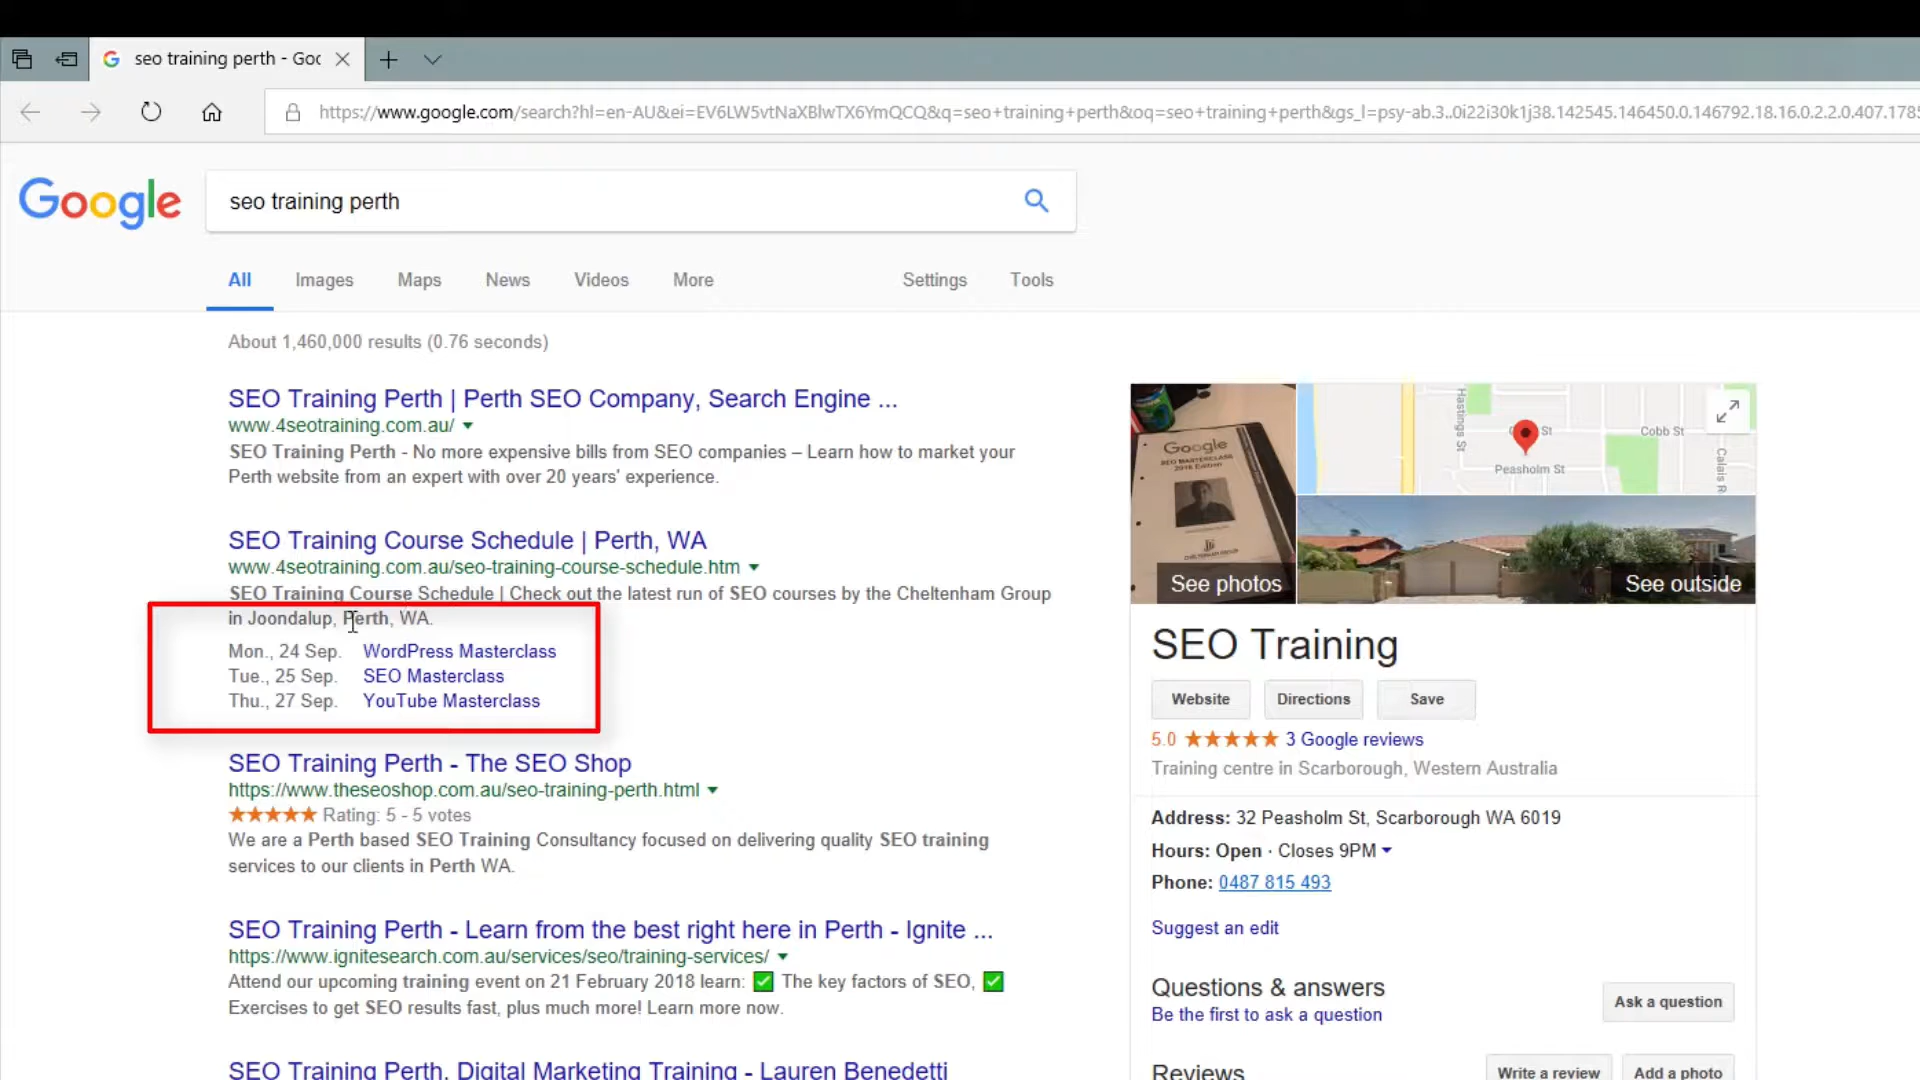 seo training perth - Goo
https://www.google.com/search?hl=en-AU&ei=EV6LW5vtNaXBlwTX6YmQCQ&q=seo+training+perth&oq=seo+training+perth&gs_l=psy-ab.3..0i22i30k1j38.142545.146450.0.146792.18.16.0.2.2.0.407.1785
Google
seo training perth
All Images Maps News Videos More Settings Tools
About 1,460,000 results (0.76 seconds)
SEO Training Perth | Perth SEO Company, Search Engine ...
www.4seotraining.com.au/
SEO Training Perth - No more expensive bills from SEO companies – Learn how to market your
Perth website from an expert with over 20 years' experience.
SEO Training Course Schedule | Perth, WA
www.4seotraining.com.au/seo-training-course-schedule.htm
SEO Training Course Schedule | Check out the latest run of SEO courses by the Cheltenham Group
in Joondalup, Perth, WA.
Mon., 24 Sep. WordPress Masterclass
Tue., 25 Sep. SEO Masterclass
Thu., 27 Sep. YouTube Masterclass
SEO Training Perth - The SEO Shop
https://www.theseoshop.com.au/seo-training-perth.html
Rating: 5 - 5 votes
We are a Perth based SEO Training Consultancy focused on delivering quality SEO training
services to our clients in Perth WA.
SEO Training Perth - Learn from the best right here in Perth - Ignite ...
https://www.ignitesearch.com.au/services/seo/training-services/
Attend our upcoming training event on 21 February 2018 learn: ✅ The key factors of SEO, ✅
Exercises to get SEO results fast, plus much more! Learn more now.
SEO Training Perth, Digital Marketing Training - Lauren Benedetti
Google
SEO MASTERCLASS
2018 Edition
CHELTENHAM GROUP
See photos
Hastings St
St
Cobb St
Peasholm St
Calais R
See outside
SEO Training
Website Directions Save
5.0 3 Google reviews
Training centre in Scarborough, Western Australia
Address: 32 Peasholm St, Scarborough WA 6019
Hours: Open · Closes 9PM
Phone: 0487 815 493
Suggest an edit
Questions & answers
Be the first to ask a question
Ask a question
Reviews
Write a review Add a photo